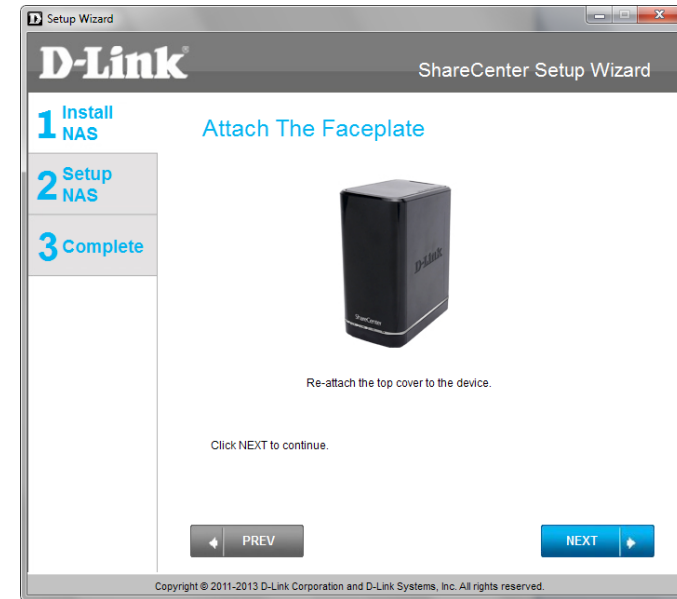 Setup Wizard
D-Link®
ShareCenter Setup Wizard
1 Install
NAS
2 Setup
NAS
3 Complete
Attach The Faceplate
D-Link
ShareCenter
Re-attach the top cover to the device.
Click NEXT to continue.
PREV
NEXT
Copyright © 2011-2013 D-Link Corporation and D-Link Systems, Inc. All rights reserved.